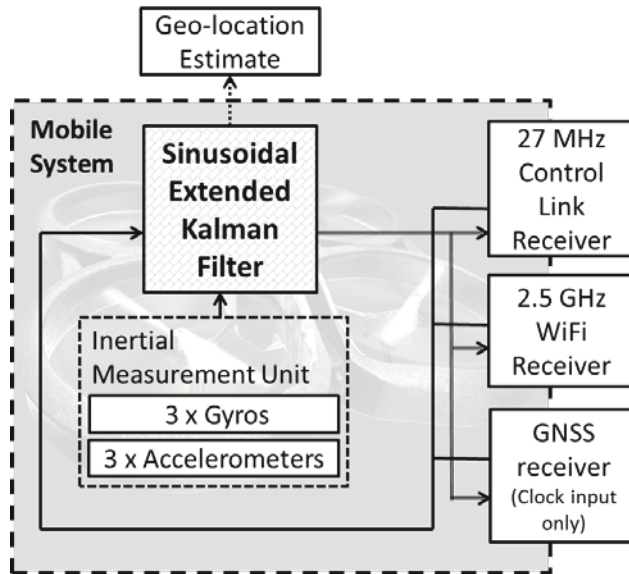 Geo-location
Estimate
Mobile
System
Sinusoidal
Extended
Kalman
Filter
27 MHz
Control
Link
Receiver
2.5 GHz
WiFi
Receiver
Inertial
Measurement Unit
3 x Gyros
3 x Accelerometers
GNSS
receiver
(Clock input
only)